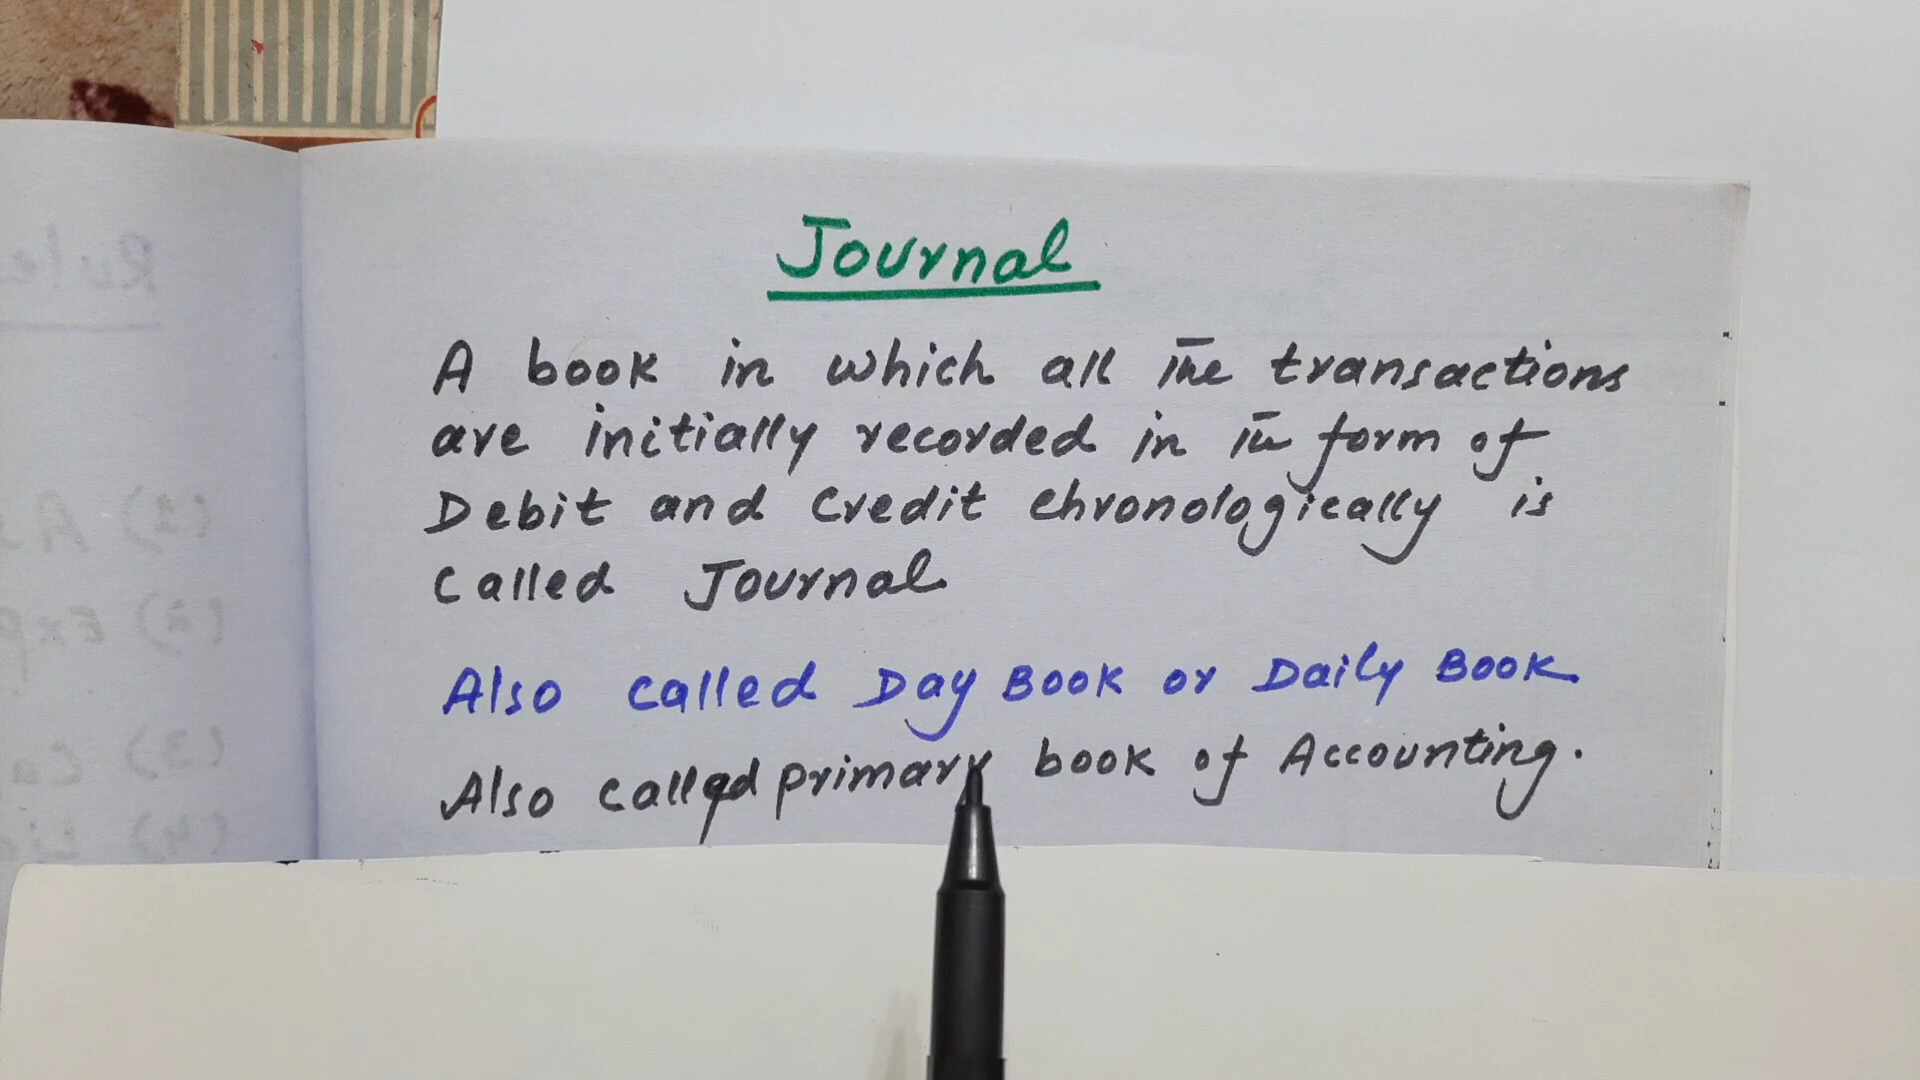 Journal
A book in which all the transactions
are initially recorded in the form of
Debit and Credit chronologically is
Called Journal
Also called Day Book or Daily Book
Also called primary book of Accounting.